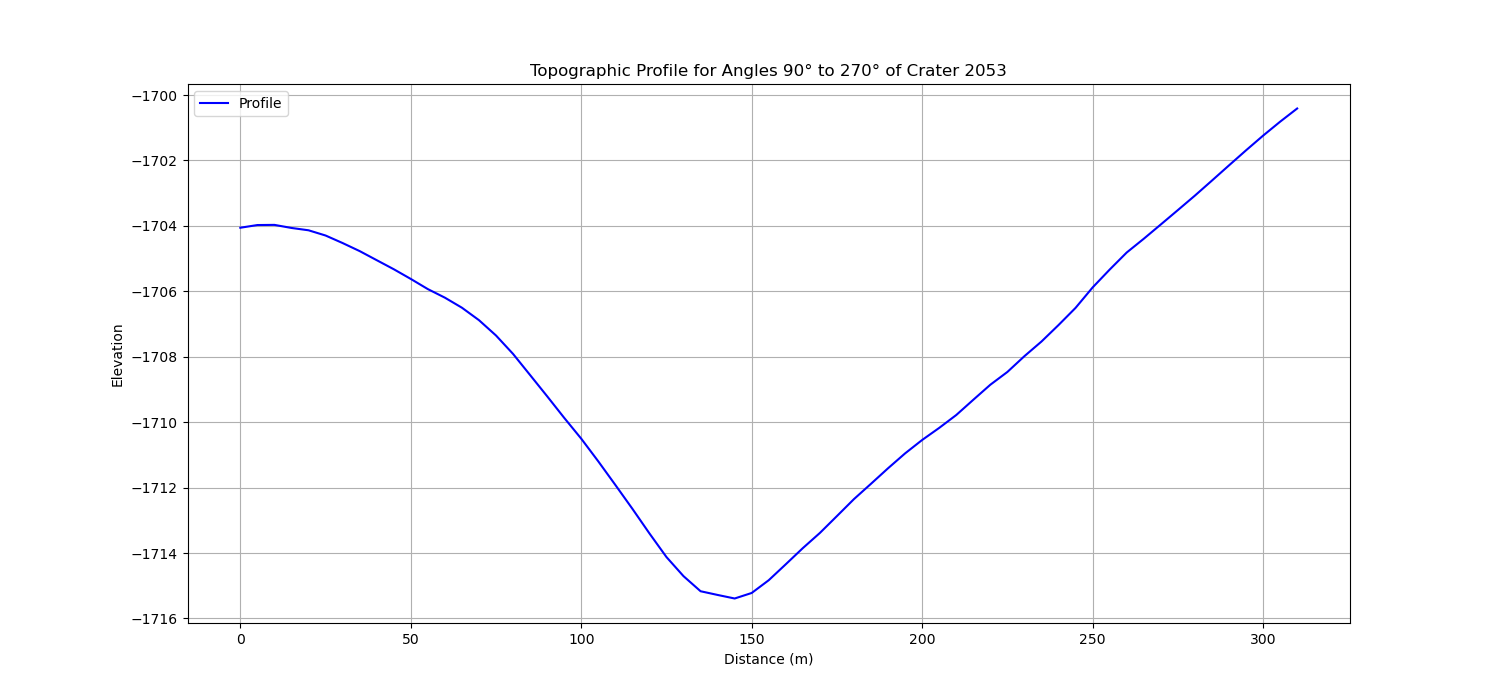 Topographic Profile for Angles 90° to 270° of Crater 2053
Profile
−1700
−1702
−1704
−1706
−1708
−1710
−1712
−1714
−1716
Elevation
0 50 100 150 200 250 300
Distance (m)